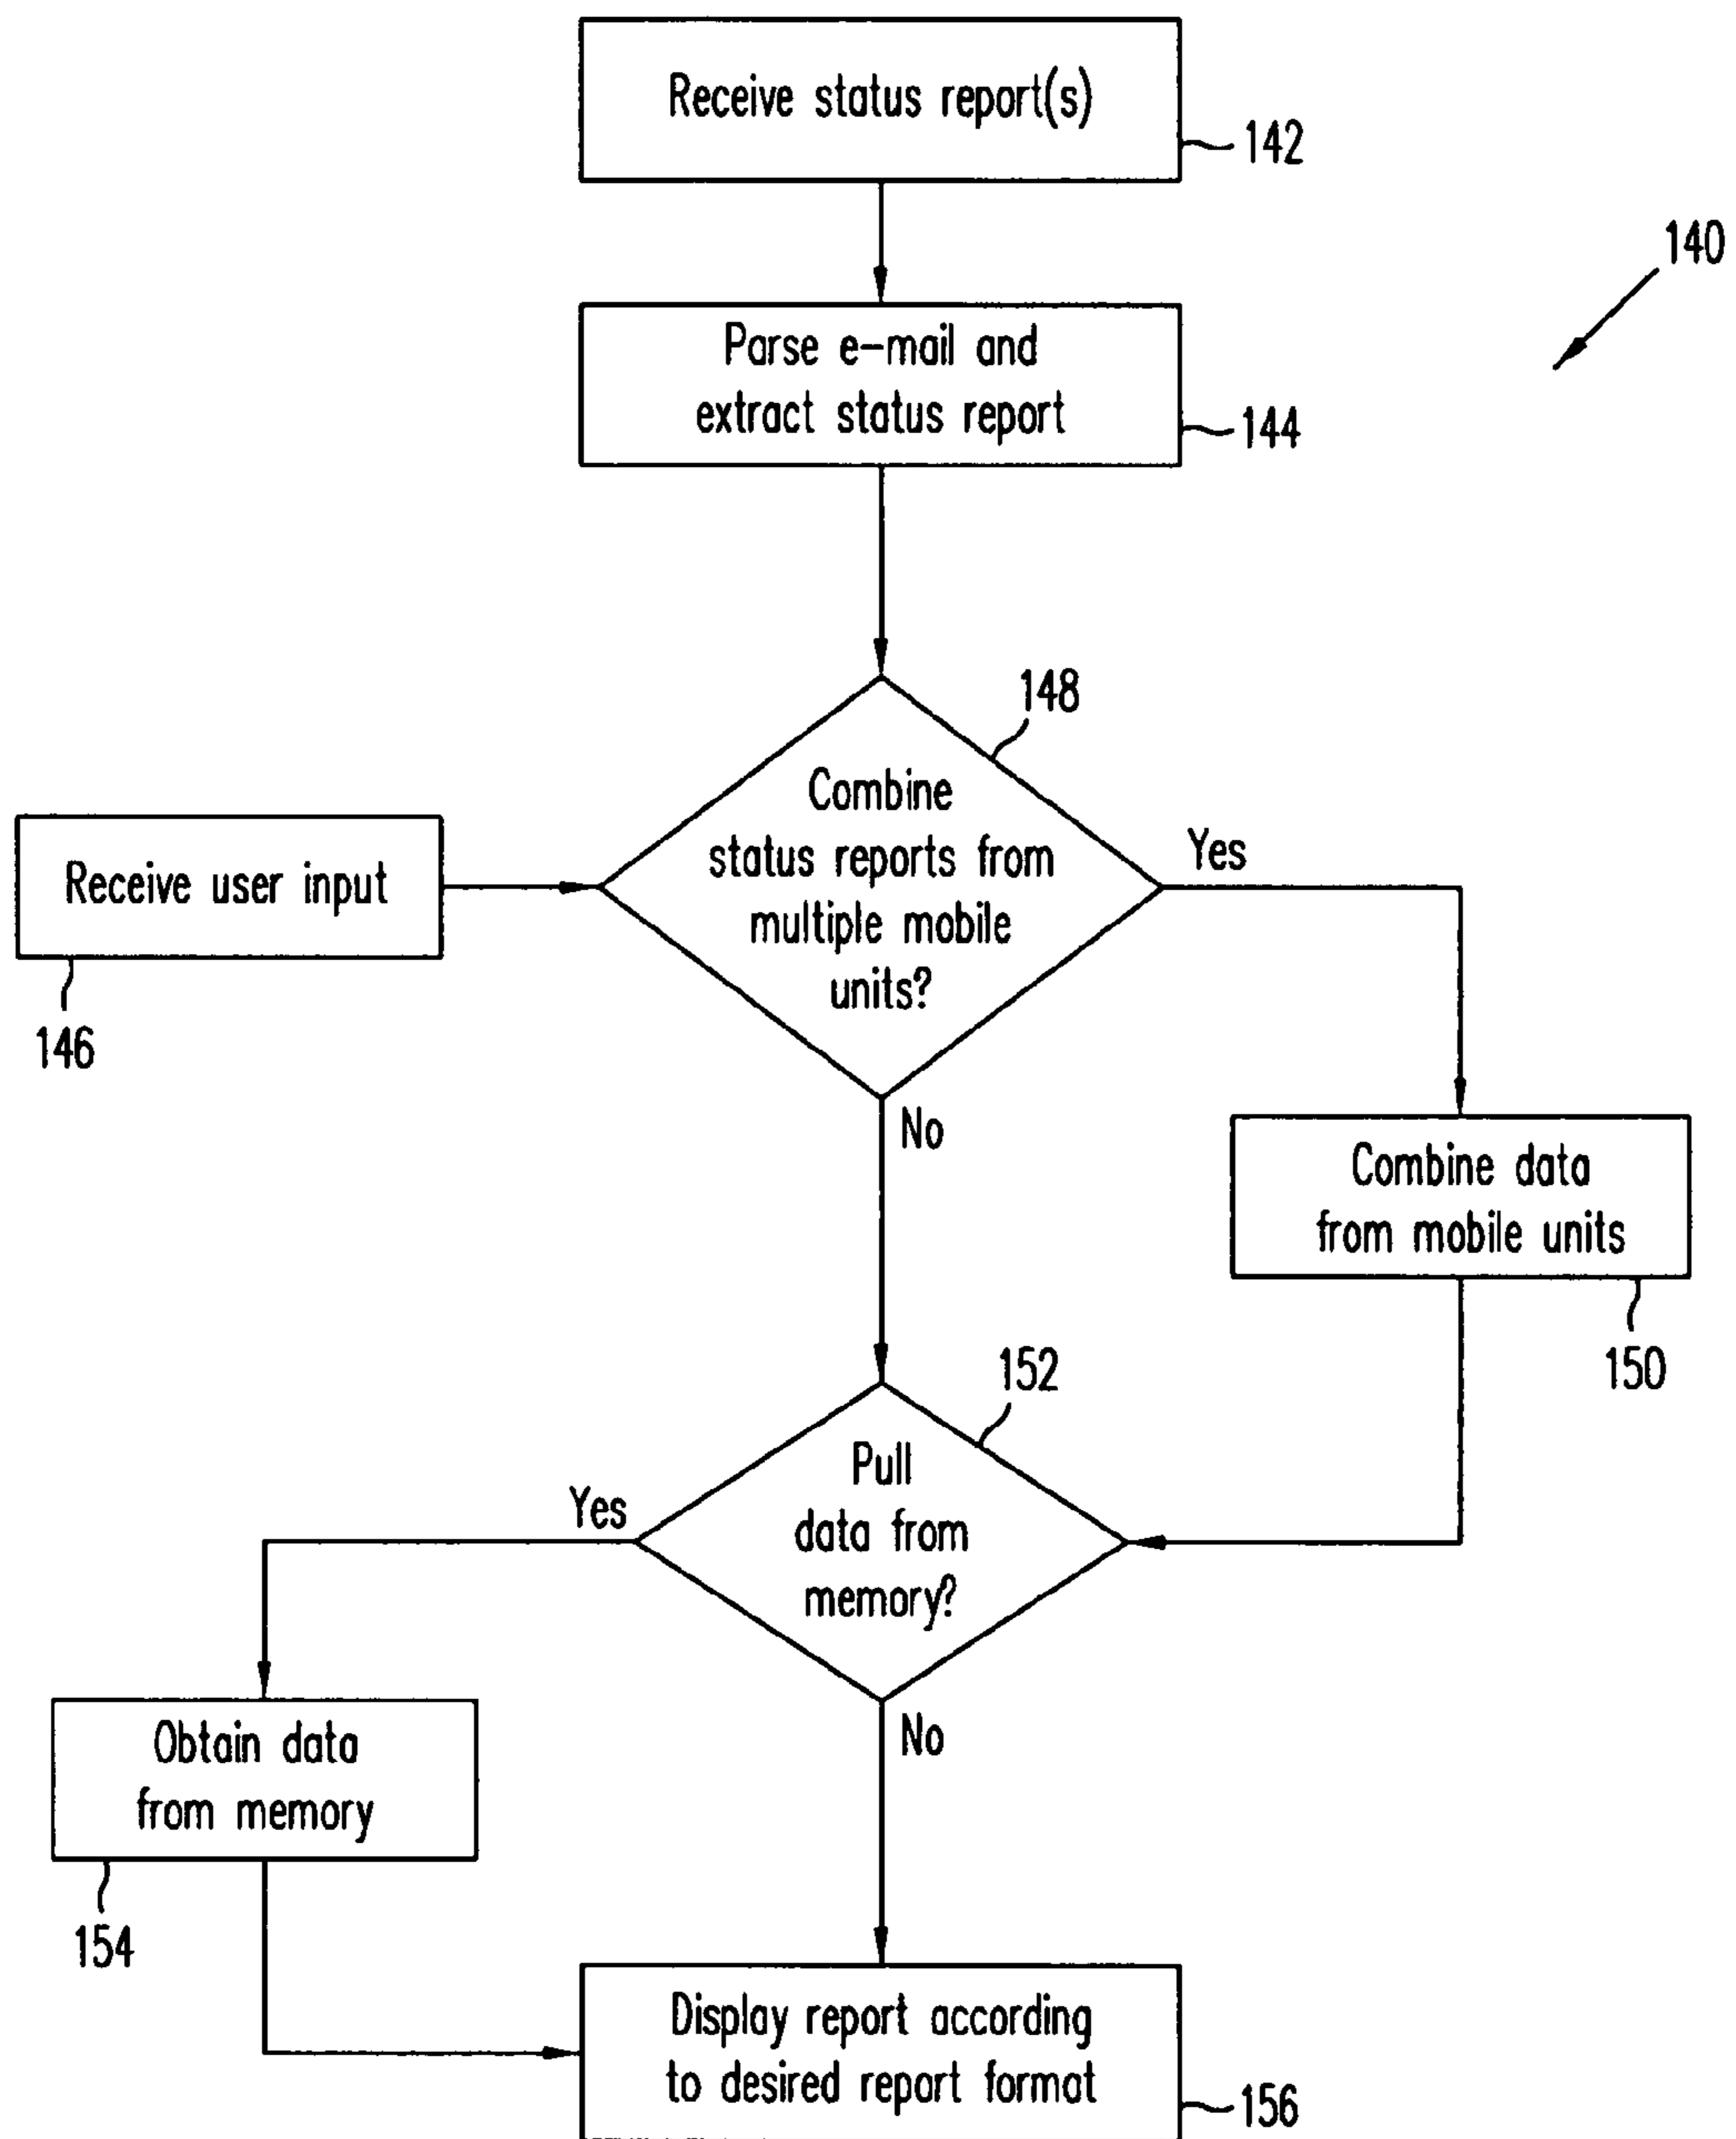 Receive status report(s)
142
140
Parse e-mail and
extract status report
144
148
Combine
status reports from
multiple mobile
units?
Yes
Receive user input
146
No
Combine data
from mobile units
150
152
Pull
data from
memory?
Yes
No
Obtain data
from memory
154
Display report according
to desired report format
156